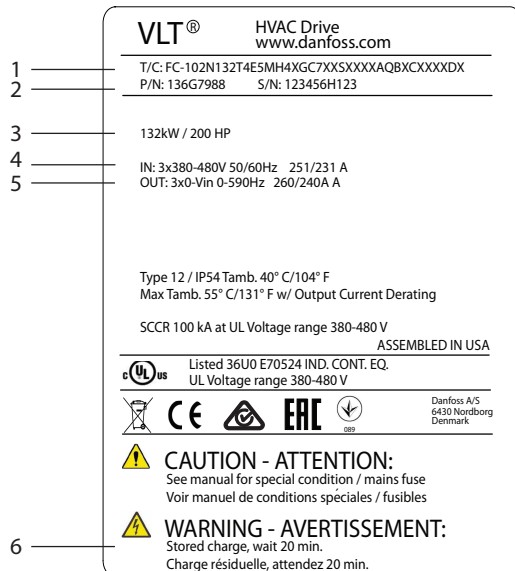 VLT® HVAC Drive
www.danfoss.com
1 T/C: FC-102N132T4E5MH4XGC7XXSXXXXAQBXCXXXXDX
2 P/N: 136G7988 S/N: 123456H123
3 132kW / 200 HP
4 IN: 3x380-480V 50/60Hz 251/231 A
5 OUT: 3x0-Vin 0-590Hz 260/240A A
Type 12 / IP54 Tamb. 40° C/104° F
Max Tamb. 55° C/131° F w/ Output Current Derating
SCCR 100 kA at UL Voltage range 380-480 V
ASSEMBLED IN USA
c UL us Listed 36U0 E70524 IND. CONT. EQ.
UL Voltage range 380-480 V
CE EAC 089
Danfoss A/S
6430 Nordborg
Denmark
CAUTION - ATTENTION:
See manual for special condition / mains fuse
Voir manuel de conditions spéciales / fusibles
WARNING - AVERTISSEMENT:
6 Stored charge, wait 20 min.
Charge résiduelle, attendez 20 min.